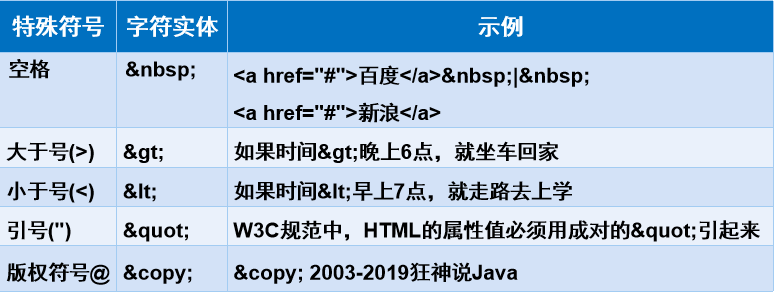 特殊符号 字符实体 示例
空格 &nbsp; <a href="#">百度</a>&nbsp;|&nbsp;
<a href="#">新浪</a>
大于号(>) &gt; 如果时间&gt;晚上6点，就坐车回家
小于号(<) &lt; 如果时间&lt;早上7点，就走路去上学
引号(") &quot; W3C规范中，HTML的属性值必须用成对的&quot;引起来
版权符号@ &copy; &copy; 2003-2019狂神说Java